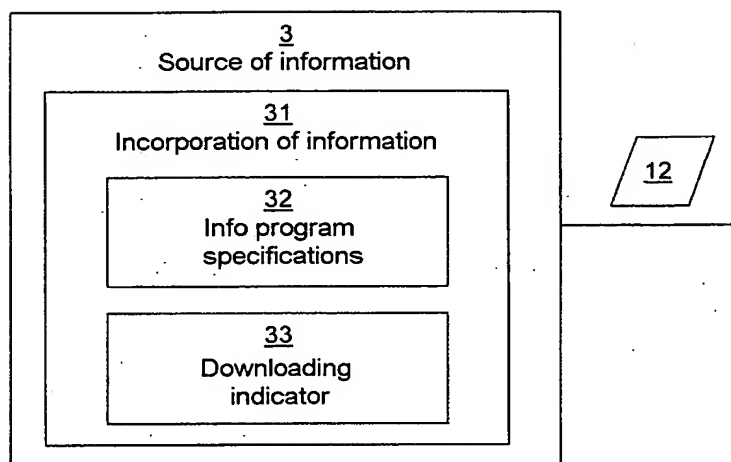 3
Source of information
31
Incorporation of information
12
32
Info program
specifications
33
Downloading
indicator